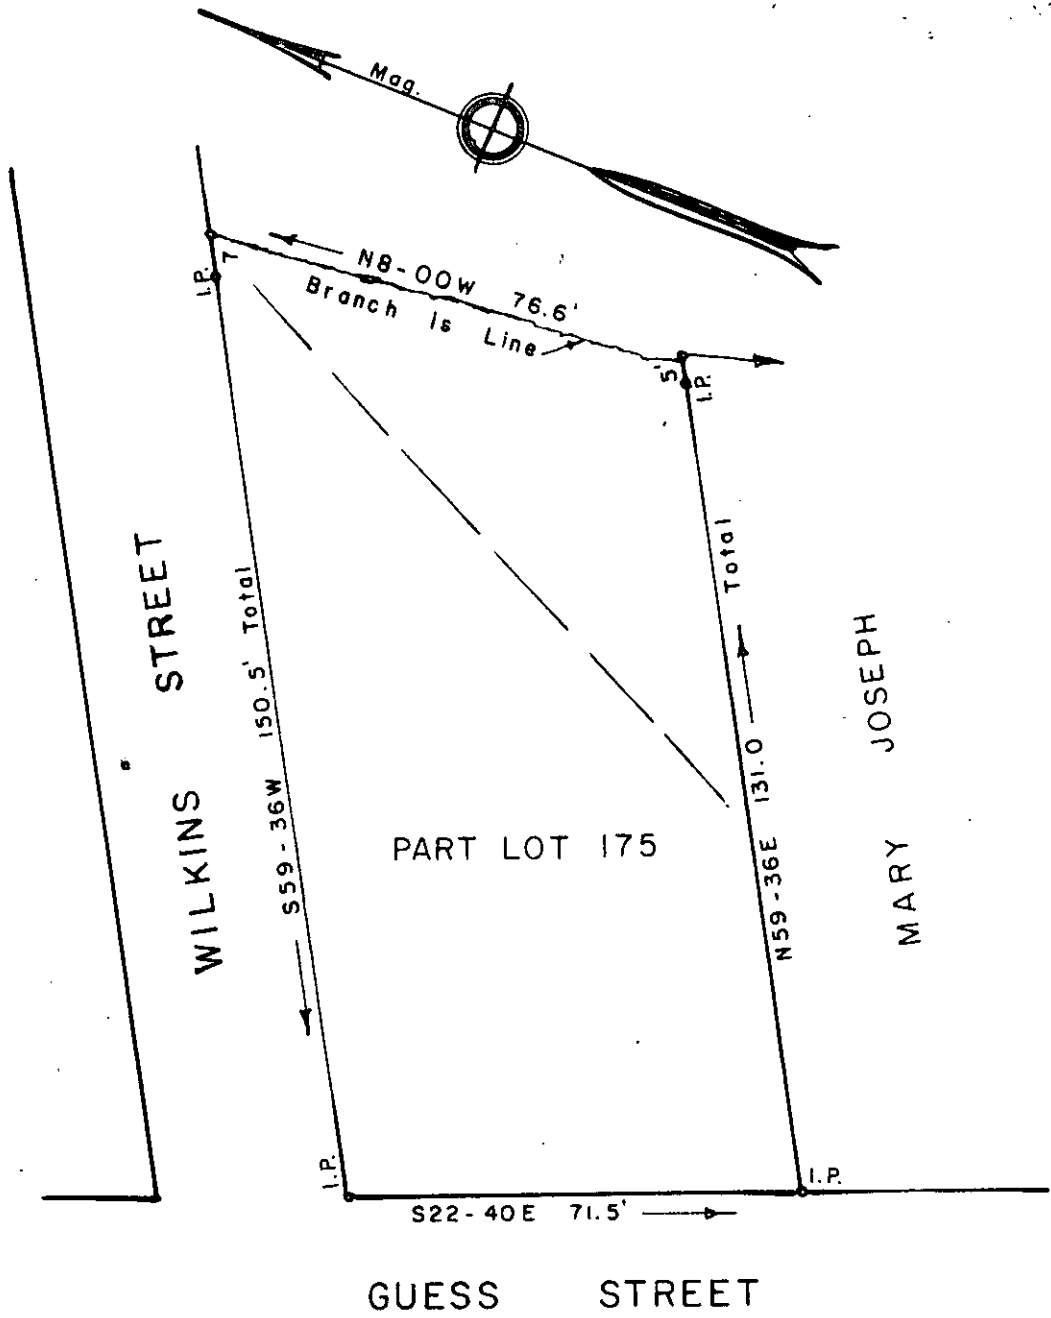 Mag.
N8-00W 76.6'
Branch is Line
I.P.
7
5'
I.P.
WILKINS STREET
S59-36W 150.5' Total
N59-36E 131.0 Total
MARY JOSEPH
PART LOT 175
I.P.
I.P.
S22-40E 71.5'
GUESS STREET